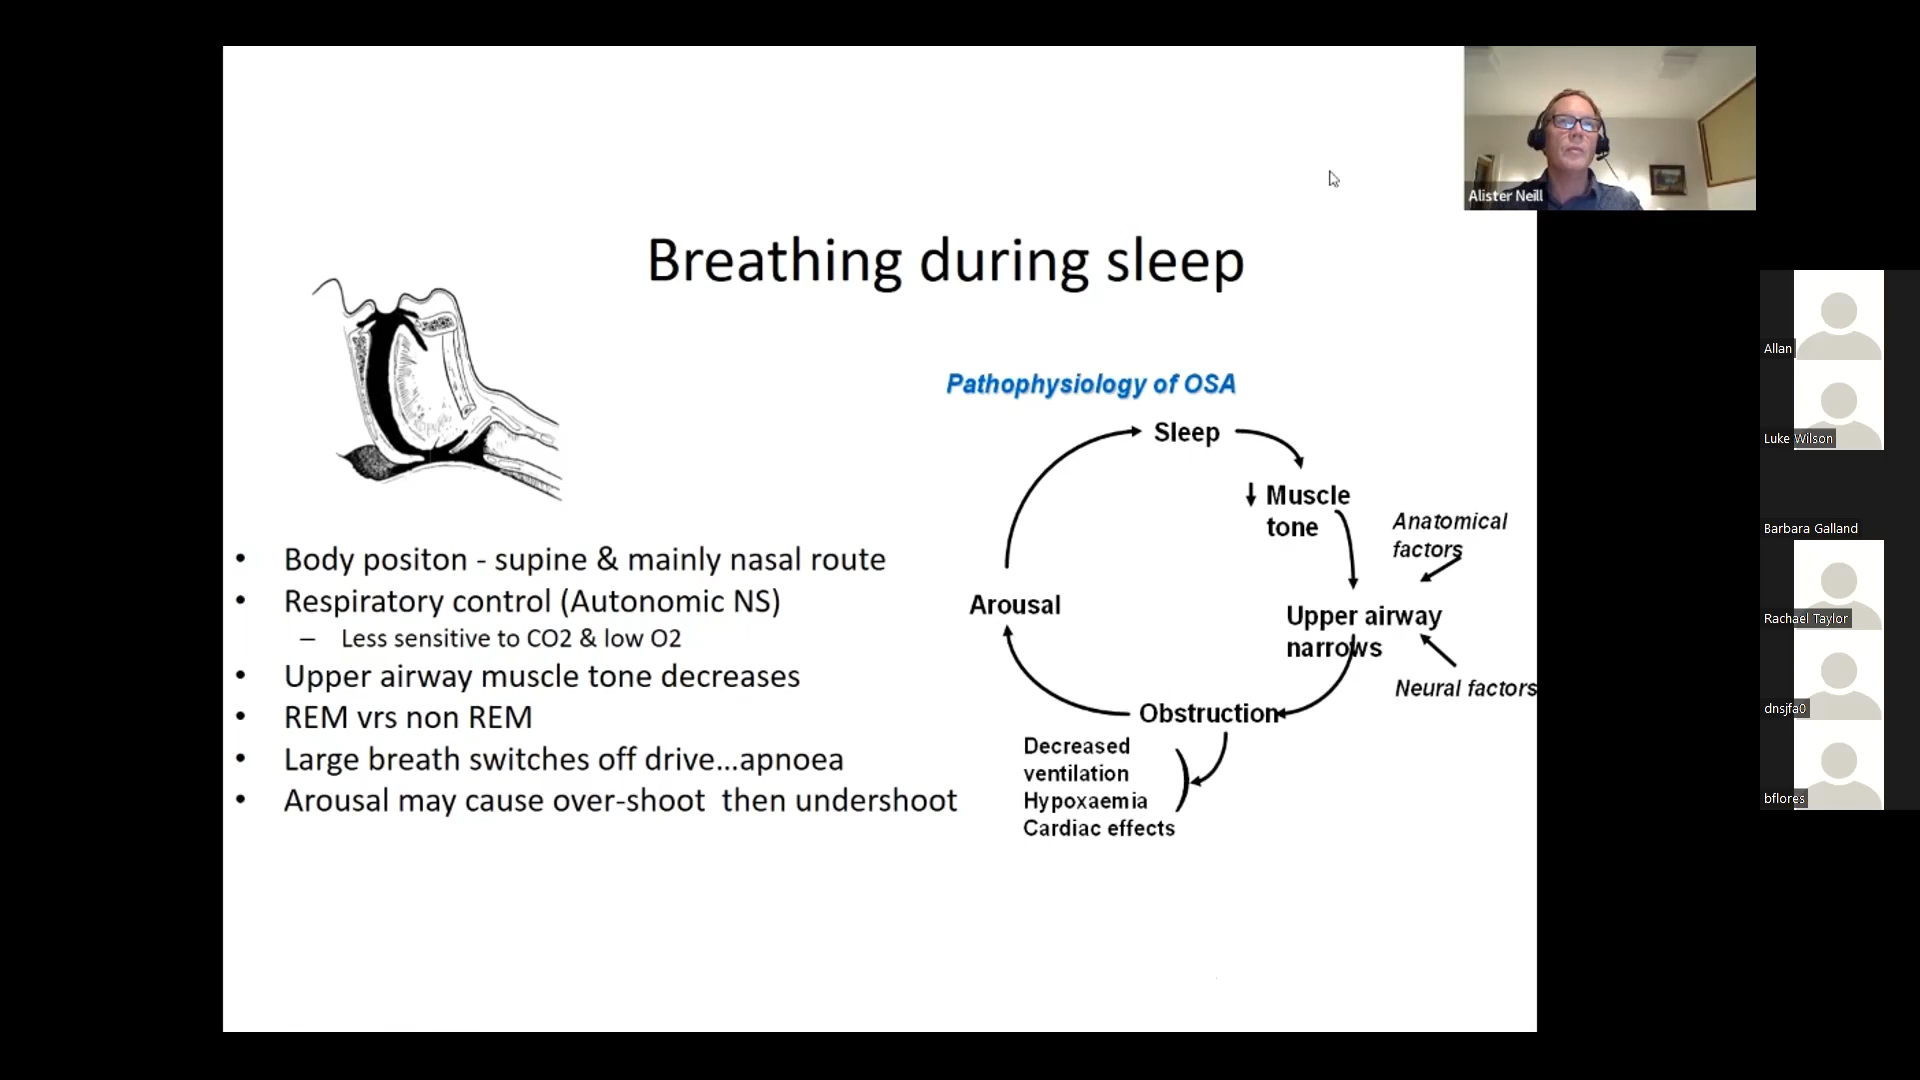 Alister Neill
Breathing during sleep
Pathophysiology of OSA
Sleep
Muscle
tone
Anatomical
factors
Upper airway
narrows
Neural factors
Obstruction
Decreased
ventilation
Hypoxaemia
Cardiac effects
Arousal
• Body positon - supine & mainly nasal route
• Respiratory control (Autonomic NS)
– Less sensitive to CO2 & low O2
• Upper airway muscle tone decreases
• REM vrs non REM
• Large breath switches off drive...apnoea
• Arousal may cause over-shoot then undershoot
Allan
Luke Wilson
Barbara Galland
Rachael Taylor
dnsjfa0
bflores